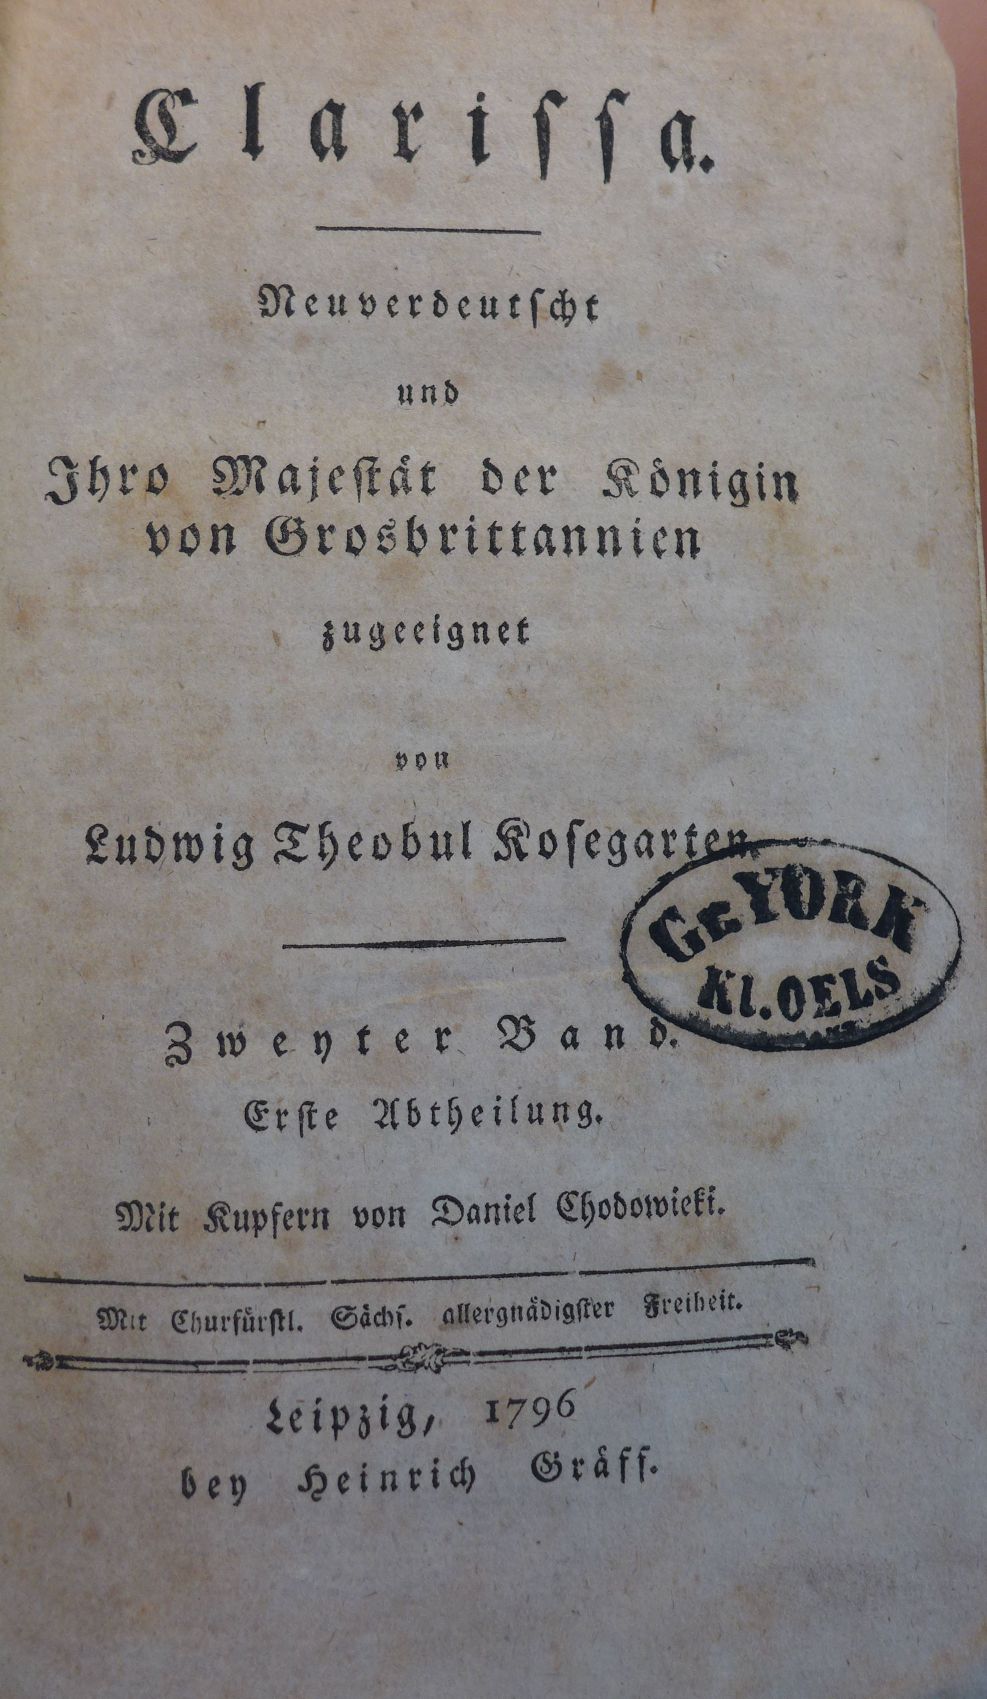 Clariſſa.
Neuverdeutſcht
und
Ihro Majeſtät der Königin
von Grosbrittannien
zugeeignet
von
Ludwig Theobul Koſegarten.
Gr YORK
Kl. OELS
Zweyter Band.
Erſte Abtheilung.
Mit Kupfern von Daniel Chodowieki.
Mit Churfürſtl. Sächſ. allergnädigſter Freiheit.
Leipzig, 1796
bey Heinrich Gräff.